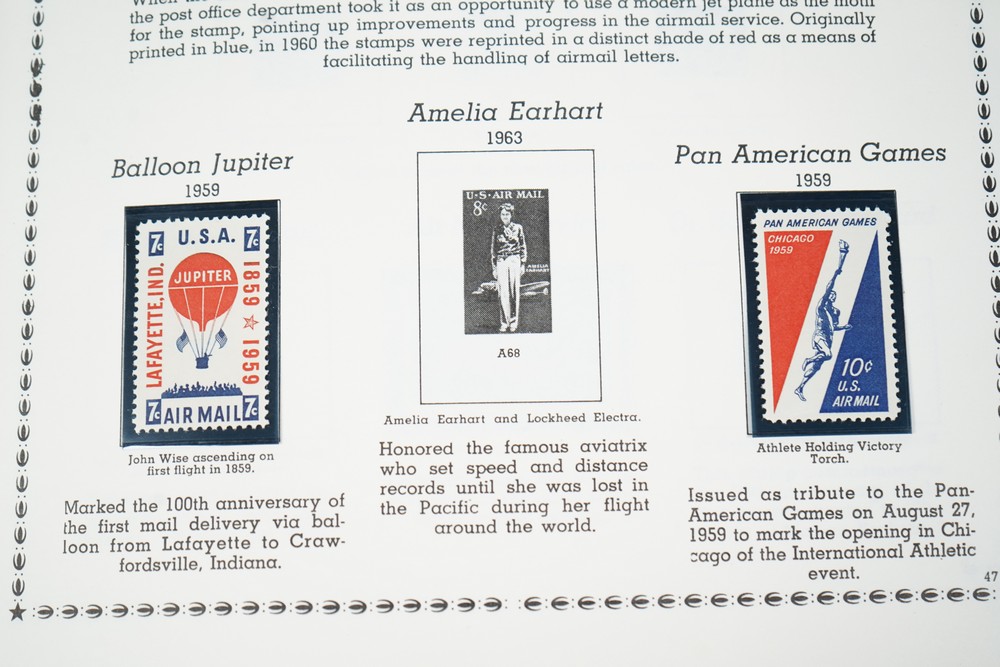 the post office department took it as an opportunity to use a modern jet plane as the motif
for the stamp, pointing up improvements and progress in the airmail service. Originally
printed in blue, in 1960 the stamps were reprinted in a distinct shade of red as a means of
facilitating the handling of airmail letters.
Balloon Jupiter
1959
7c U.S.A. 7c
JUPITER
LAFAYETTE, IND.
1859 ★ 1959
7c AIR MAIL 7c
John Wise ascending on
first flight in 1859.
Marked the 100th anniversary of
the first mail delivery via bal-
loon from Lafayette to Craw-
fordsville, Indiana.
Amelia Earhart
1963
U·S·AIR MAIL
8c
AMELIA
EARHART
A68
Amelia Earhart and Lockheed Electra.
Honored the famous aviatrix
who set speed and distance
records until she was lost in
the Pacific during her flight
around the world.
Pan American Games
1959
PAN AMERICAN GAMES
CHICAGO
1959
10c
U.S.
AIR MAIL
Athlete Holding Victory
Torch.
Issued as tribute to the Pan-
American Games on August 27,
1959 to mark the opening in Chi-
cago of the International Athletic
event.
47